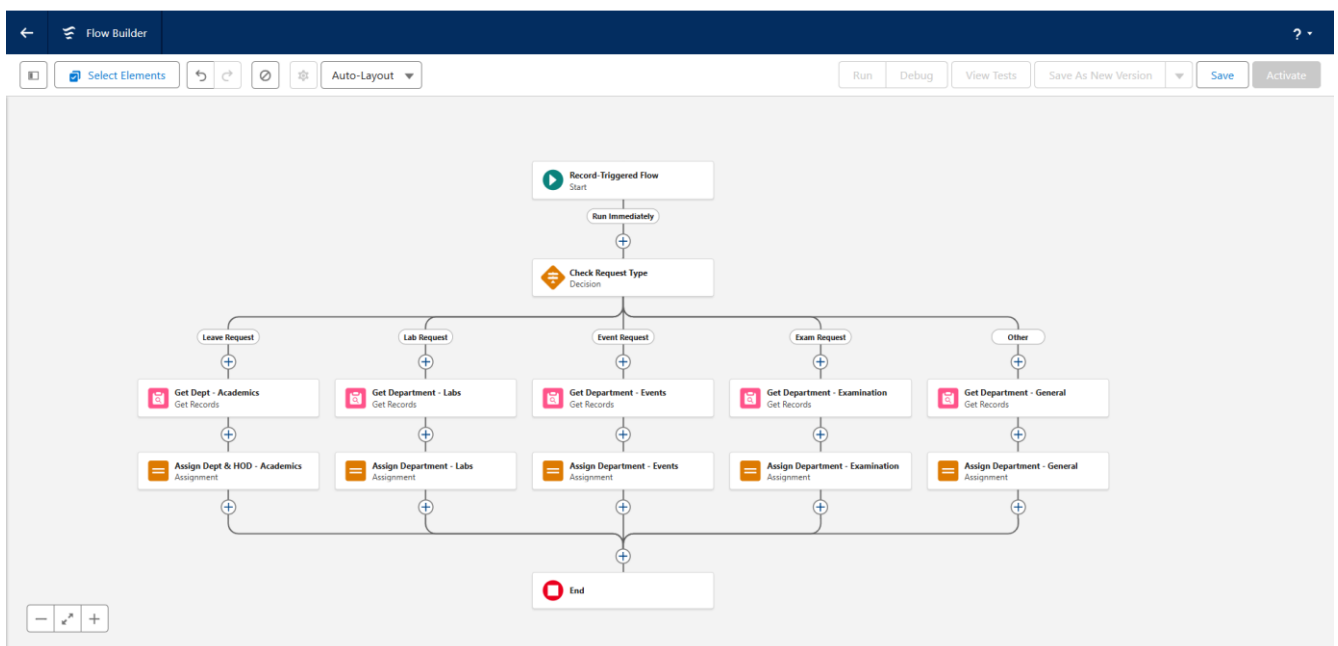 Flow Builder
?
Select Elements
Auto-Layout
Run
Debug
View Tests
Save As New Version
Save
Activate
Record-Triggered Flow
Start
Run Immediately
Check Request Type
Decision
Leave Request
Lab Request
Event Request
Exam Request
Other
Get Dept - Academics
Get Records
Get Department - Labs
Get Records
Get Department - Events
Get Records
Get Department - Examination
Get Records
Get Department - General
Get Records
Assign Dept & HOD - Academics
Assignment
Assign Department - Labs
Assignment
Assign Department - Events
Assignment
Assign Department - Examination
Assignment
Assign Department - General
Assignment
End